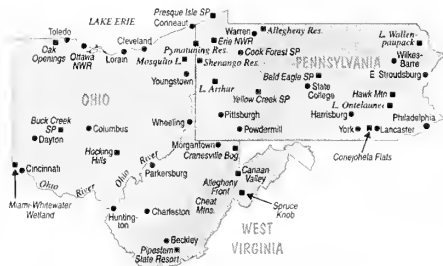 LAKE ERIE
Presque Isle SP
Conneaut
Toledo
Cleveland
Warren
Allegheny Res.
Oak Openings
Ottawa NWR
Lorain
Erie NWR
Pymatuning Res.
Cook Forest SP
L. Wallenpaupack
Mosquito L.
Shenango Res.
PENNSYLVANIA
Wilkes-Barre
Youngstown
Bald Eagle SP
E Stroudsburg
L. Arthur
State College
OHIO
Yellow Creek SP
Hawk Mtn
L. Ontelaunee
Buck Creek SP
Columbus
Wheeling
Pittsburgh
Harrisburg
Philadelphia
Dayton
Powdermill
York
Lancaster
Hocking Hills
Morgantown
Cranesville Bog
Conejohela Flats
Cincinnati
Ohio River
Ohio River
Parkersburg
Canaan Valley
Allegheny Front
Miami-Whitewater Wetland
Cheat Mtns.
Spruce Knob
Huntington
Charleston
WEST VIRGINIA
Beckley
Pipestem State Resort